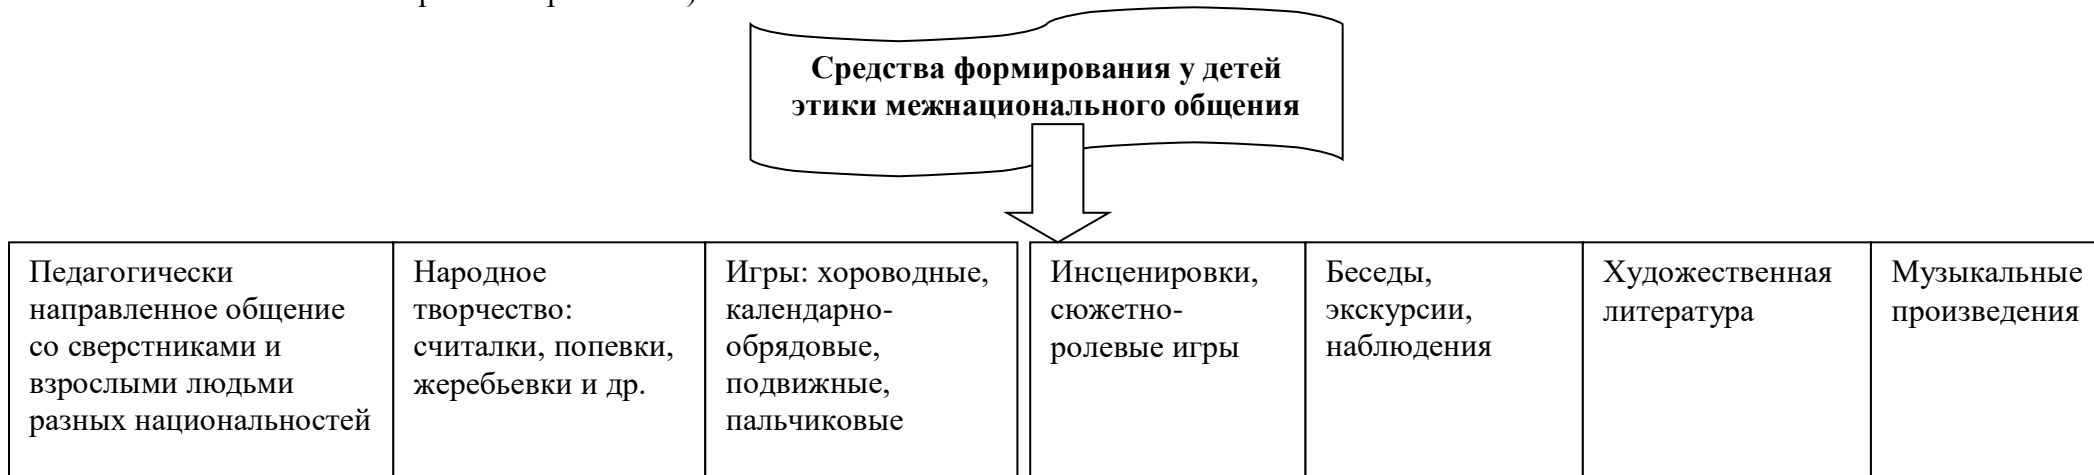 Средства формирования у детей
этики межнационального общения
Педагогически
направленное общение
со сверстниками и
взрослыми людьми
разных национальностей
Народное
творчество:
считалки, попевки,
жеребьевки и др.
Игры: хороводные,
календарно-
обрядовые,
подвижные,
пальчиковые
Инсценировки,
сюжетно-
ролевые игры
Беседы,
экскурсии,
наблюдения
Художественная
литература
Музыкальные
произведения